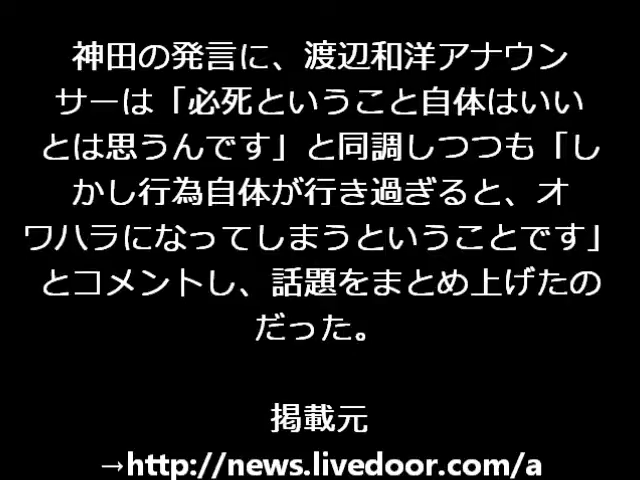 神田の発言に、渡辺和洋アナウン
サーは「必死ということ自体はいい
とは思うんです」と同調しつつも「し
かし行為自体が行き過ぎると、オ
ワハラになってしまうということです」
とコメントし、話題をまとめ上げたの
だった。
掲載元
→http://news.livedoor.com/a